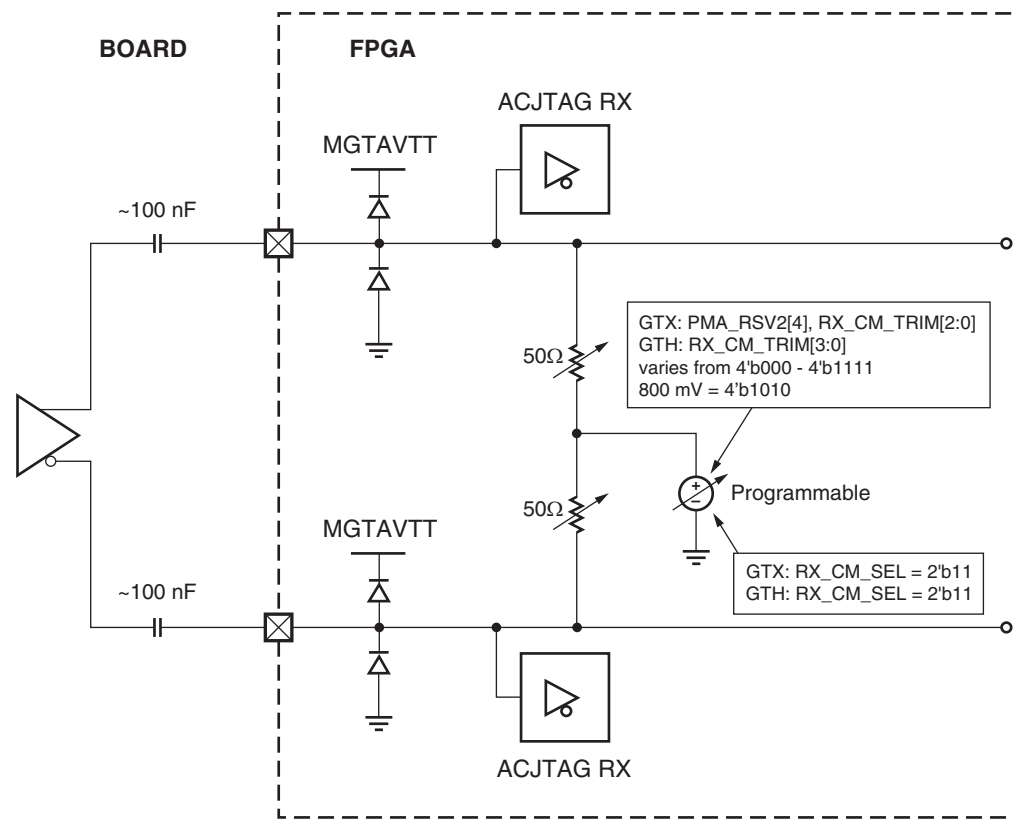 BOARD
FPGA
ACJTAG RX
MGTAVTT
~100 nF
GTX: PMA_RSV2[4], RX_CM_TRIM[2:0]
GTH: RX_CM_TRIM[3:0]
varies from 4'b000 - 4'b1111
800 mV = 4’b1010
50Ω
+
−
Programmable
50Ω
MGTAVTT
GTX: RX_CM_SEL = 2'b11
GTH: RX_CM_SEL = 2'b11
~100 nF
ACJTAG RX